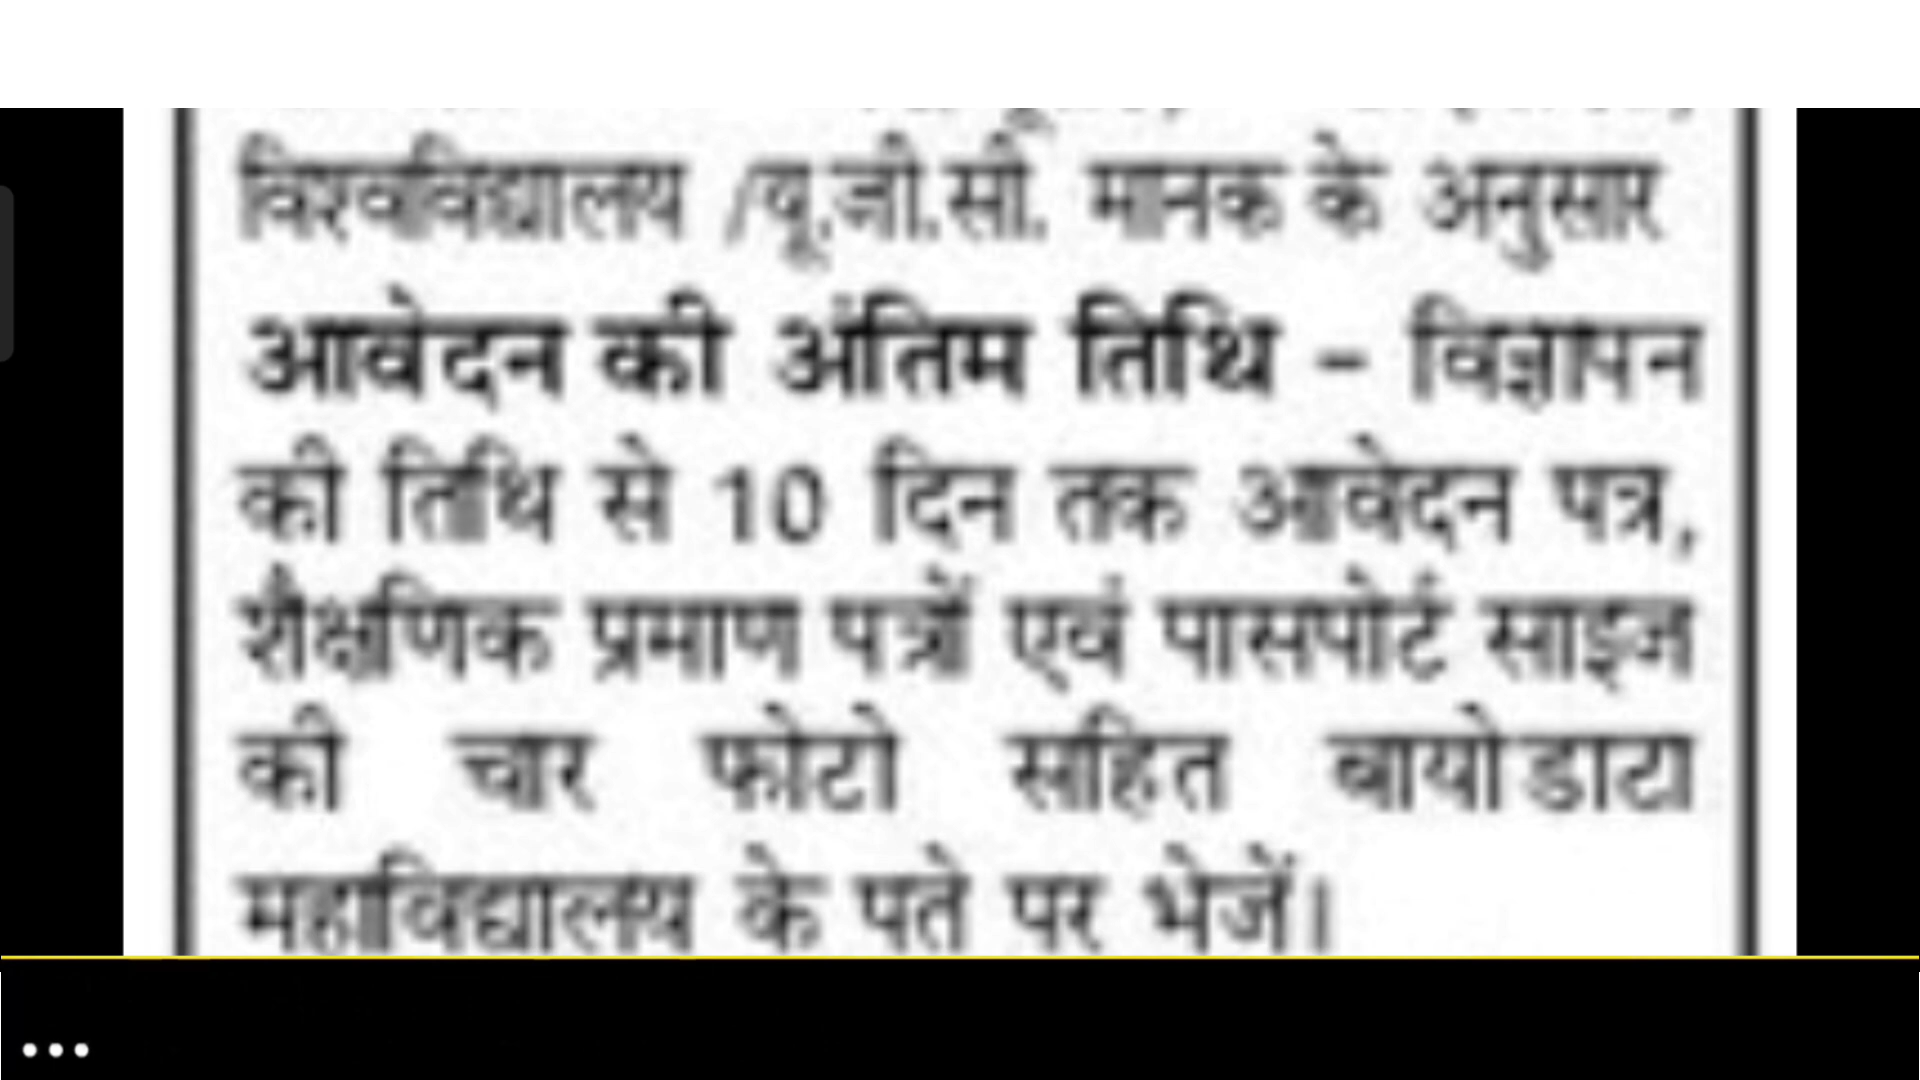 विश्वविद्यालय /यू.जी.सी. मानक के अनुसार
आवेदन की अंतिम तिथि - विज्ञापन
की तिथि से 10 दिन तक आवेदन पत्र,
शैक्षणिक प्रमाण पत्रों एवं पासपोर्ट साइज
की चार फोटो सहित बायोडाटा
महाविद्यालय के पते पर भेजें।